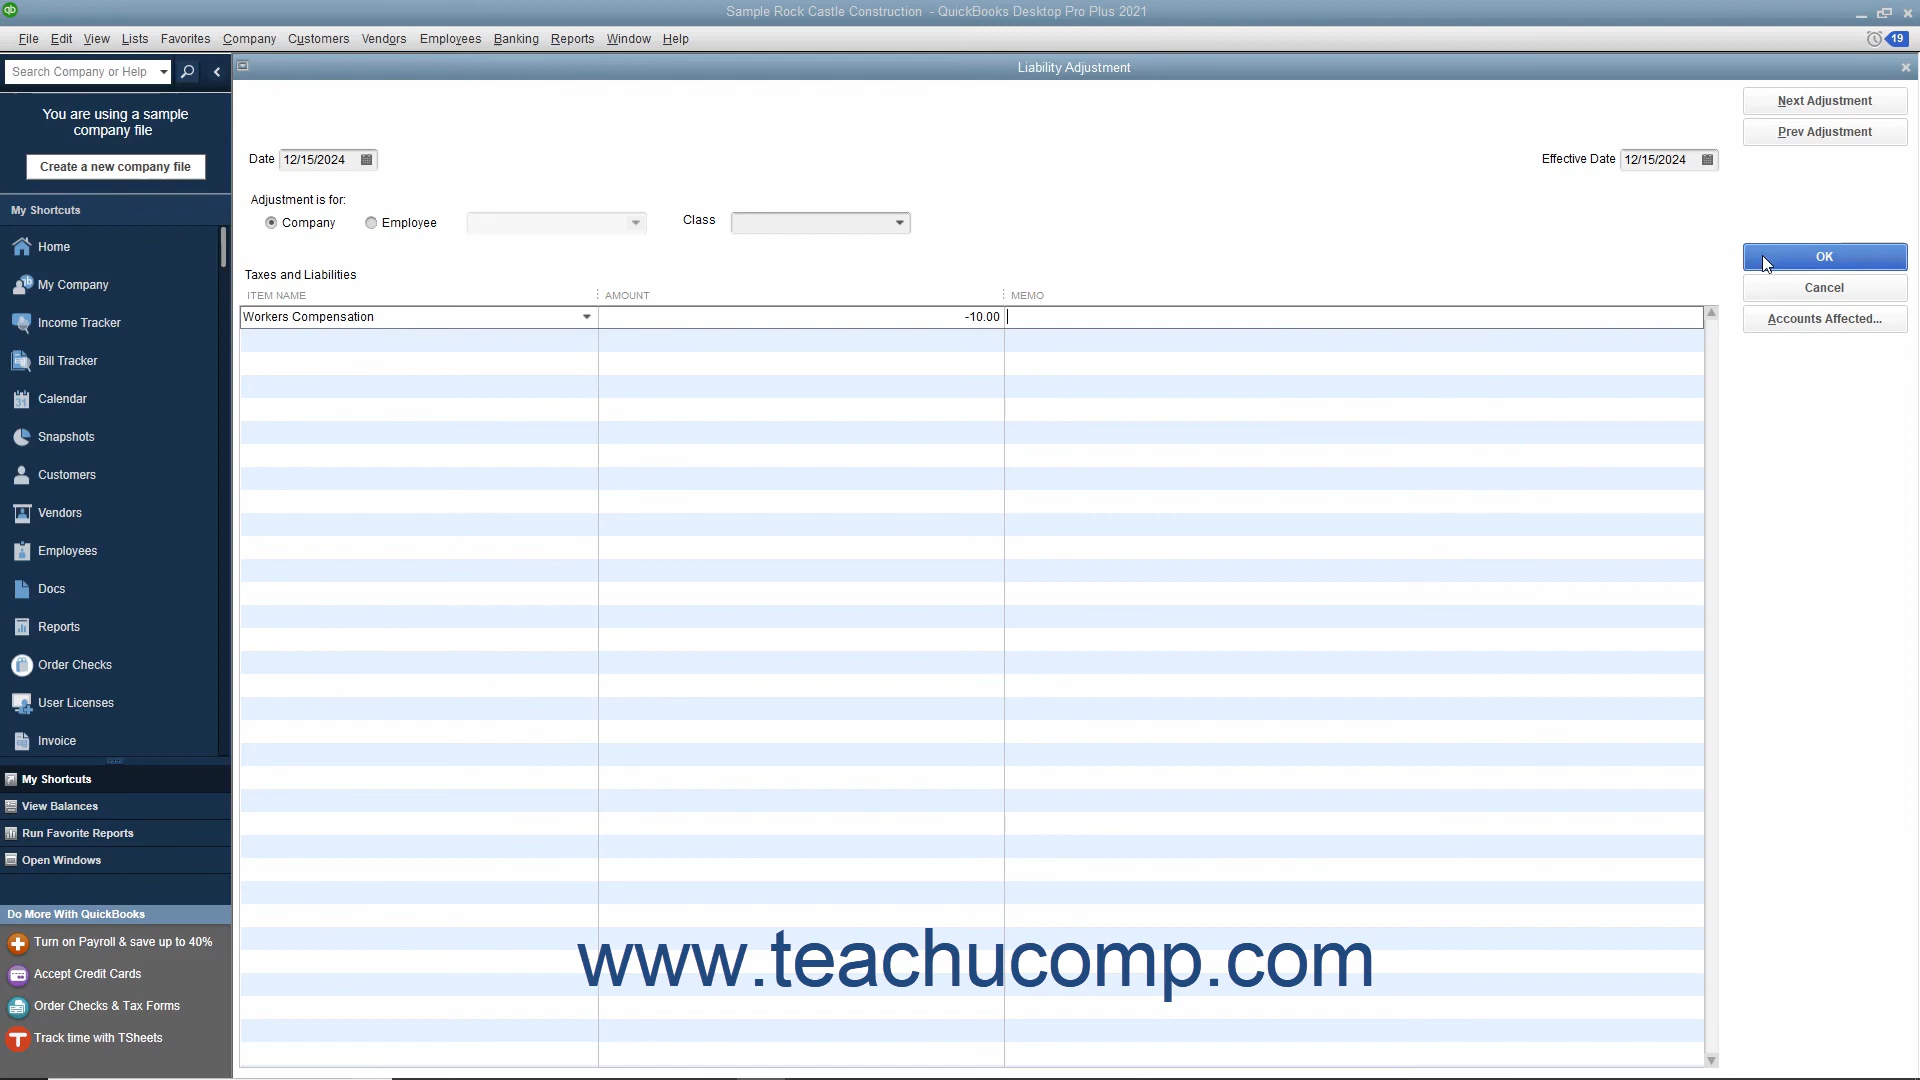 qb
Sample Rock Castle Construction - QuickBooks Desktop Pro Plus 2021
File Edit View Lists Favorites Company Customers Vendors Employees Banking Reports Window Help
19
Search Company or Help
Liability Adjustment
You are using a sample
company file
Create a new company file
My Shortcuts
Home
My Company
Income Tracker
Bill Tracker
Calendar
Snapshots
Customers
Vendors
Employees
Docs
Reports
Order Checks
User Licenses
Invoice
My Shortcuts
View Balances
Run Favorite Reports
Open Windows
Do More With QuickBooks
Turn on Payroll & save up to 40%
Accept Credit Cards
Order Checks & Tax Forms
Track time with TSheets
Date 12/15/2024
Effective Date 12/15/2024
Adjustment is for:
Company Employee Class
Taxes and Liabilities
ITEM NAME AMOUNT MEMO
Workers Compensation -10.00
Next Adjustment
Prev Adjustment
OK
Cancel
Accounts Affected...
www.teachucomp.com